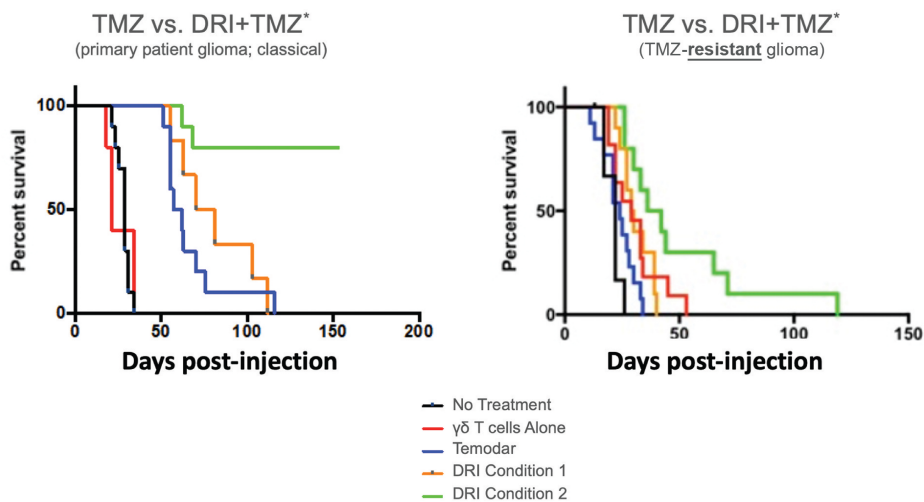 TMZ vs. DRI+TMZ*
(primary patient glioma; classical)
Percent survival
100
50
0
0 50 100 150 200
Days post-injection
TMZ vs. DRI+TMZ*
(TMZ-resistant glioma)
Percent survival
100
50
0
0 50 100 150
Days post-injection
No Treatment
γδ T cells Alone
Temodar
DRI Condition 1
DRI Condition 2